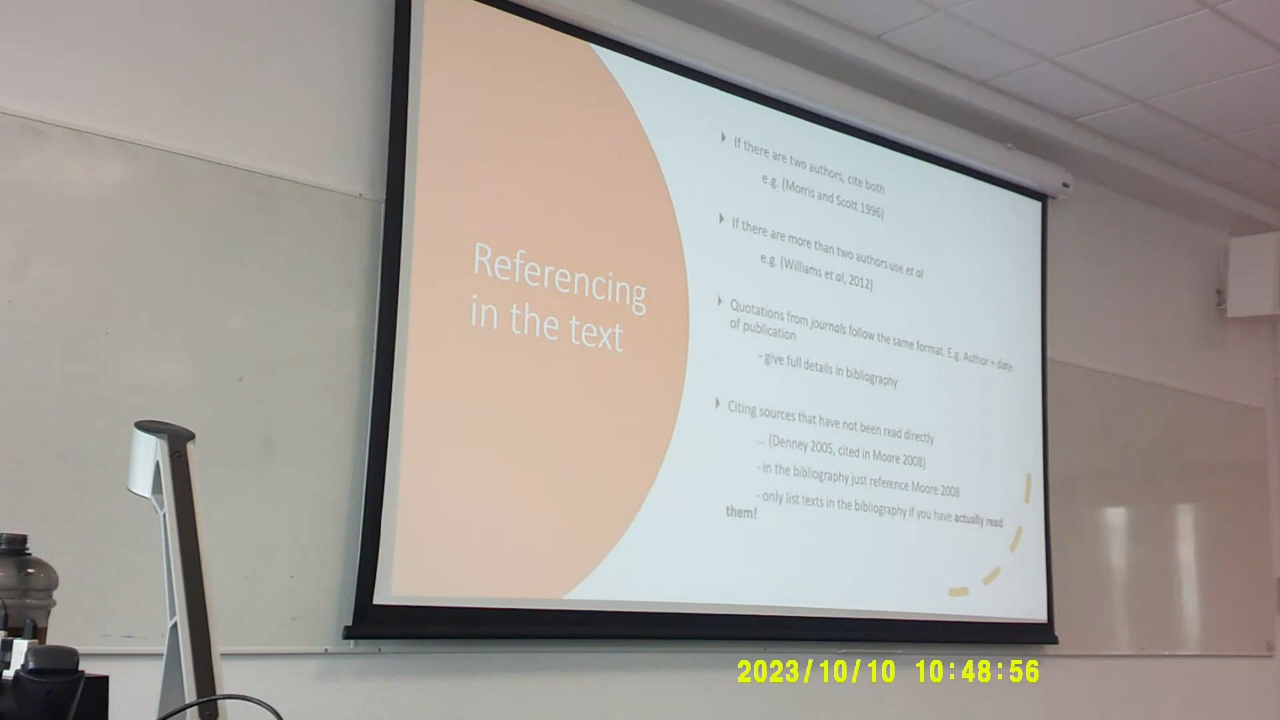 Referencing
in the text
If there are two authors, cite both
e.g. (Morris and Scott 1996)
If there are more than two authors use et al
e.g. (Williams et al, 2012)
Quotations from journals follow the same format. E.g. Author + date
of publication
- give full details in bibliography
Citing sources that have not been read directly
... (Denney 2005, cited in Moore 2008)
- in the bibliography just reference Moore 2008
- only list texts in the bibliography if you have actually read
them!
2023/10/10 10:48:56